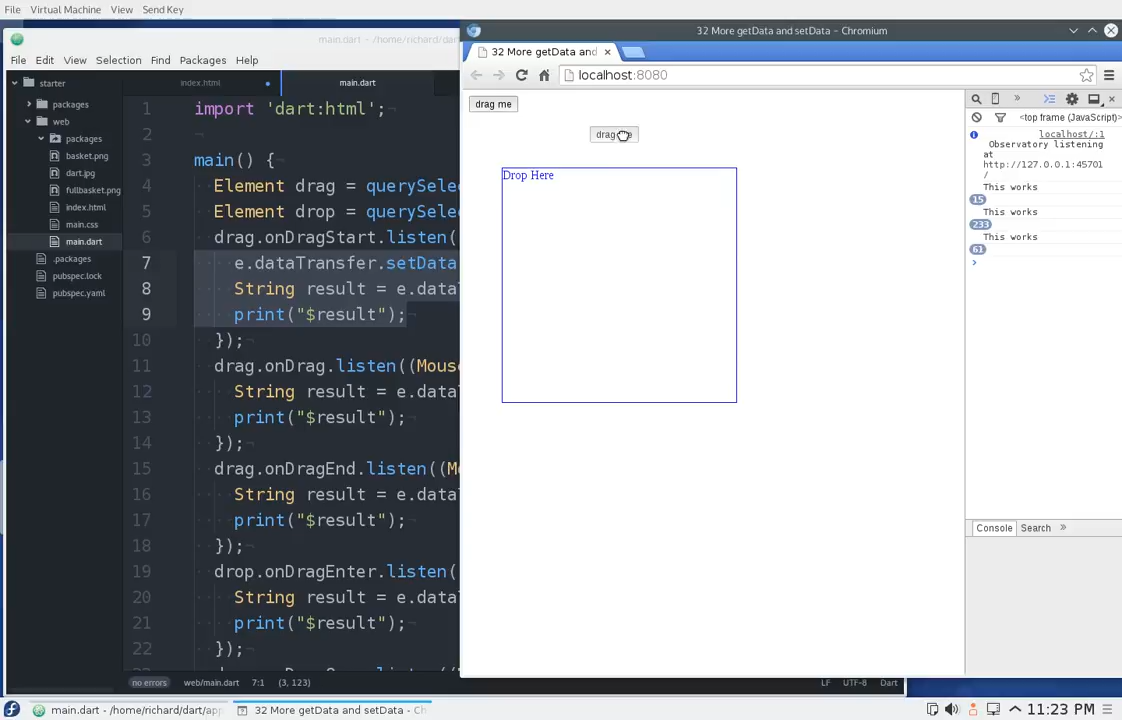 File Virtual Machine View Send Key
main.dart - /home/richard/dar
File Edit View Selection Find Packages Help
starter
packages
web
packages
basket.png
dart.jpg
fullbasket.png
index.html
main.css
main.dart
.packages
pubspec.lock
pubspec.yaml
index.html
main.dart
1 import 'dart:html';
2
3 main() {
4 Element drag = querySele
5 Element drop = querySele
6 drag.onDragStart.listen(
7 e.dataTransfer.setData
8 String result = e.data
9 print("$result");
10 });
11 drag.onDrag.listen((Mous
12 String result = e.data
13 print("$result");
14 });
15 drag.onDragEnd.listen((M
16 String result = e.data
17 print("$result");
18 });
19 drop.onDragEnter.listen(
20 String result = e.data
21 print("$result");
22 });
no errors web/main.dart 7:1 (3, 123) LF UTF-8 Dart
32 More getData and setData - Chromium
32 More getData and
localhost:8080
drag me
drag
Drop Here
<top frame (JavaScript)
localhost/:1
Observatory listening
at
http://127.0.0.1:45701
/
This works
15
This works
233
This works
61
>
Console Search »
main.dart - /home/richard/dart/app
32 More getData and setData - Ch
11:23 PM